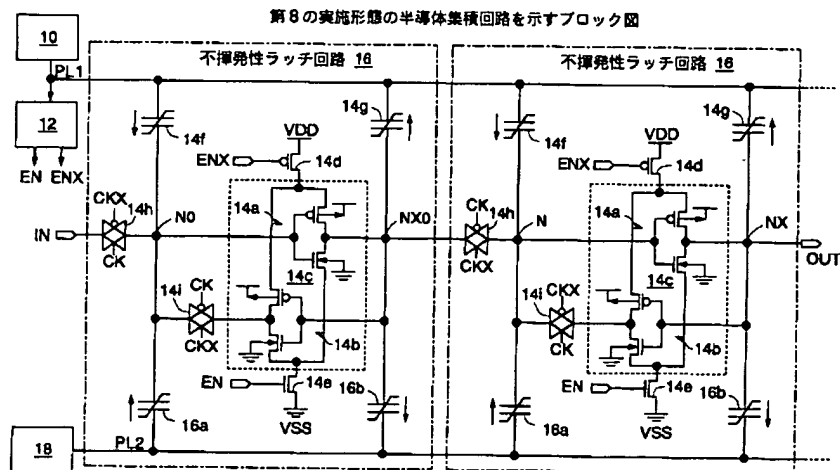 第8の実施形態の半導体集積回路を示すブロック図
10
PL1
12
EN ENX
不揮発性ラッチ回路 16
14f
14g
VDD
ENX
14d
CKX
14h
IN
CK
N0
14a
NX0
14c
14i
CK
CKX
14b
EN
14e
VSS
16a
16b
不揮発性ラッチ回路 16
14f
14g
VDD
ENX
14d
CK
14h
CKX
N
14a
NX
OUT
14c
14i
CKX
CK
14b
EN
14e
VSS
16a
16b
18
PL2